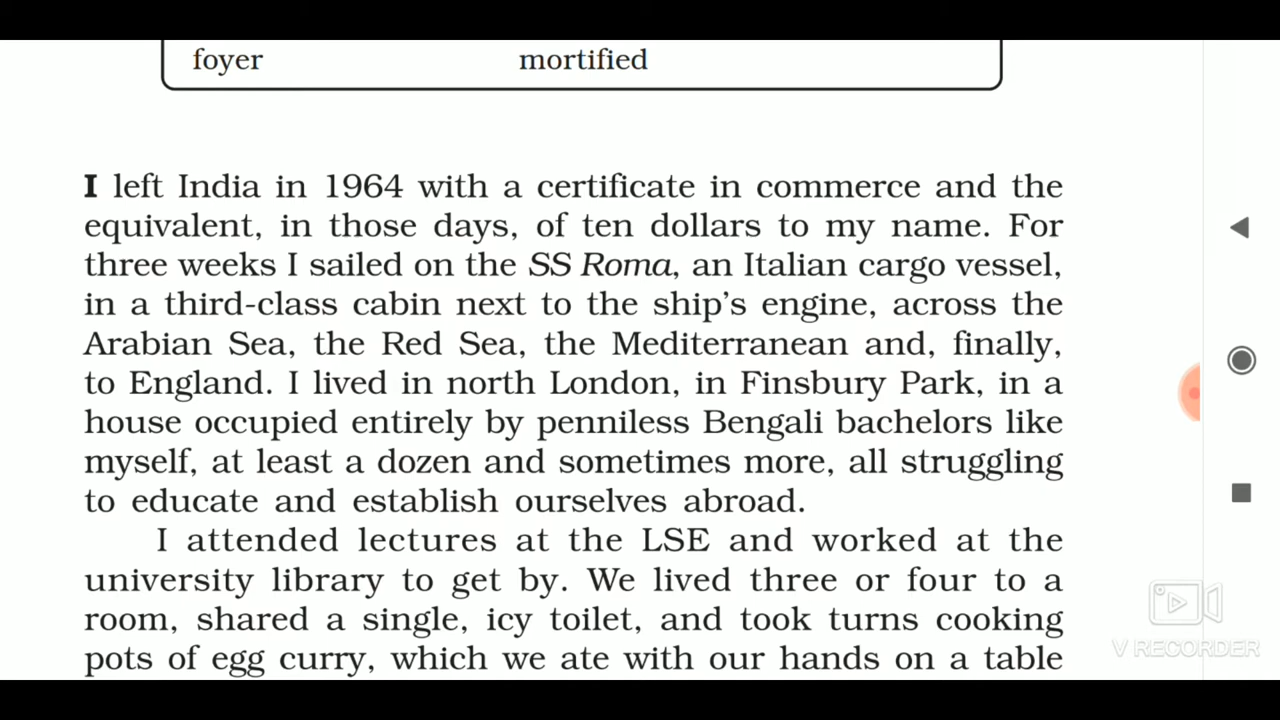 foyer mortified
I left India in 1964 with a certificate in commerce and the
equivalent, in those days, of ten dollars to my name. For
three weeks I sailed on the SS Roma, an Italian cargo vessel,
in a third-class cabin next to the ship's engine, across the
Arabian Sea, the Red Sea, the Mediterranean and, finally,
to England. I lived in north London, in Finsbury Park, in a
house occupied entirely by penniless Bengali bachelors like
myself, at least a dozen and sometimes more, all struggling
to educate and establish ourselves abroad.
I attended lectures at the LSE and worked at the
university library to get by. We lived three or four to a
room, shared a single, icy toilet, and took turns cooking
pots of egg curry, which we ate with our hands on a table
V RECORDER